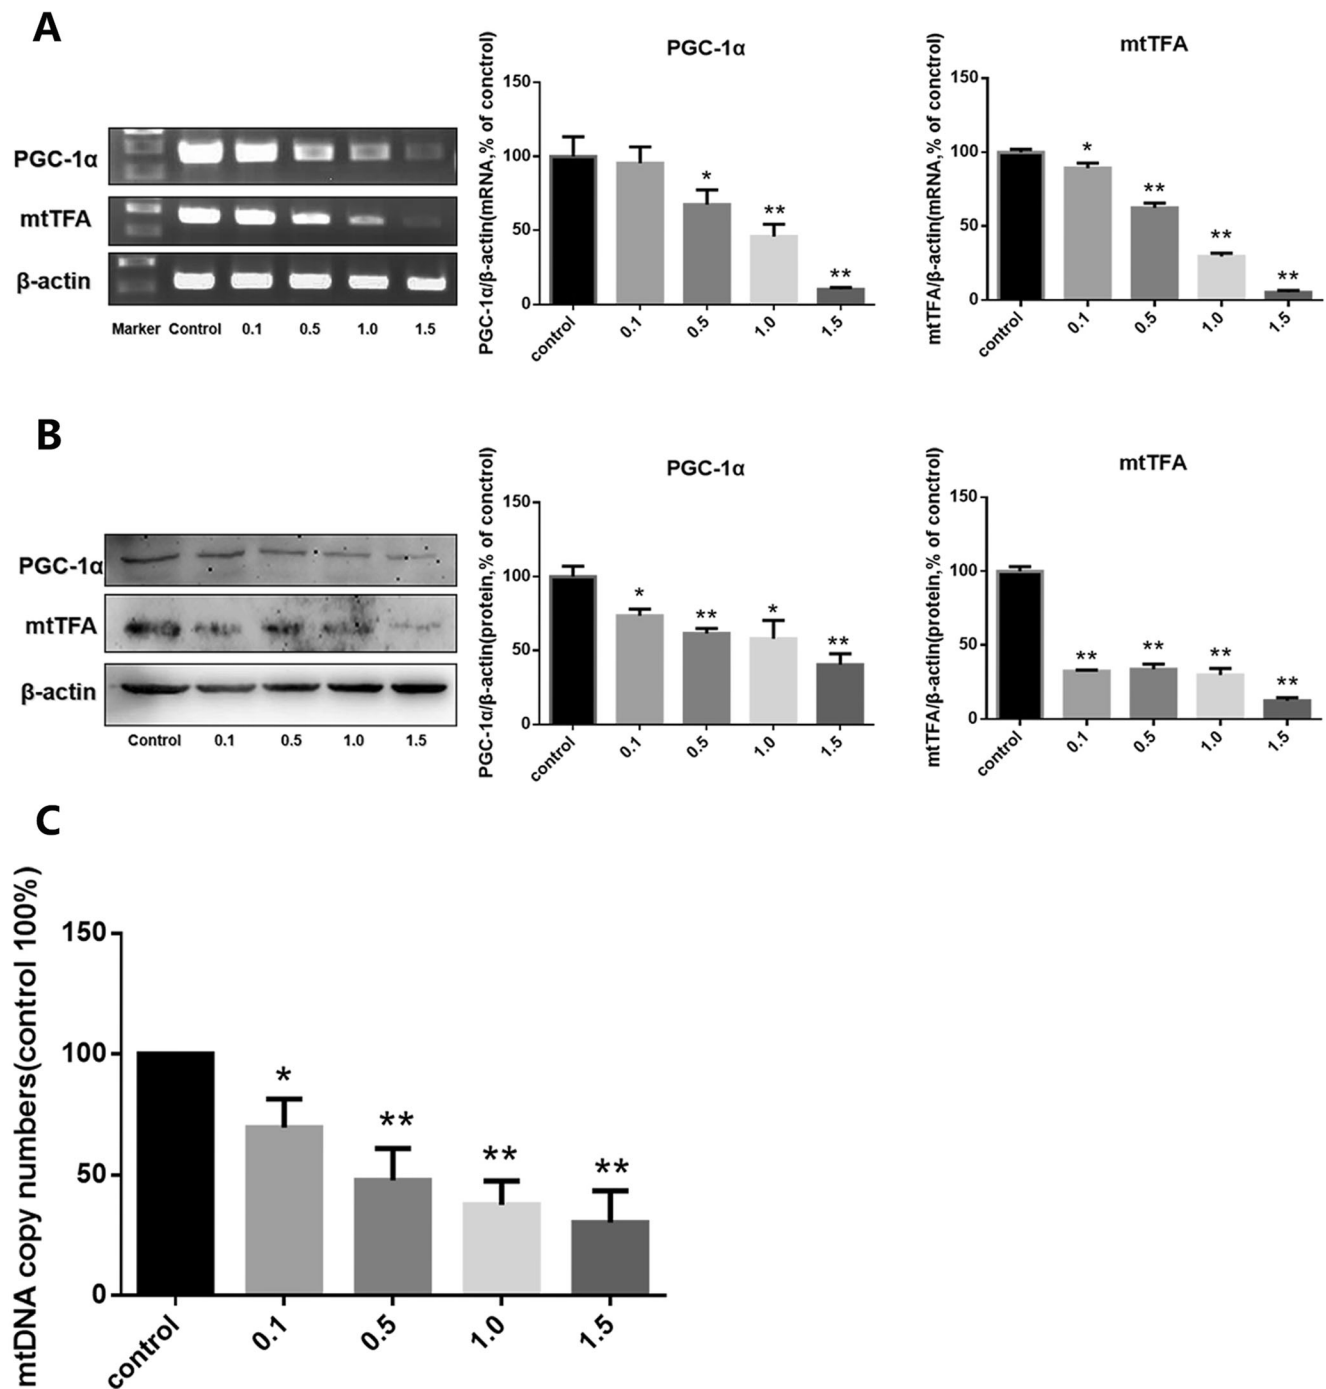 A
PGC-1α
mtTFA
β-actin
Marker Control 0.1 0.5 1.0 1.5
PGC-1α
PGC-1α/β-actin(mRNA,% of conctrol)
150
100
50
0
*
**
**
control 0.1 0.5 1.0 1.5
mtTFA
mtTFA/β-actin(mRNA,% of conctrol)
150
100
50
0
*
**
**
**
control 0.1 0.5 1.0 1.5
B
PGC-1α
mtTFA
β-actin
Control 0.1 0.5 1.0 1.5
PGC-1α
PGC-1α/β-actin(protein,% of conctrol)
150
100
50
0
*
**
*
**
control 0.1 0.5 1.0 1.5
mtTFA
mtTFA/β-actin(protein,% of conctrol)
150
100
50
0
**
**
**
**
control 0.1 0.5 1.0 1.5
C
mtDNA copy numbers(control 100%)
150
100
50
0
*
**
**
**
control 0.1 0.5 1.0 1.5